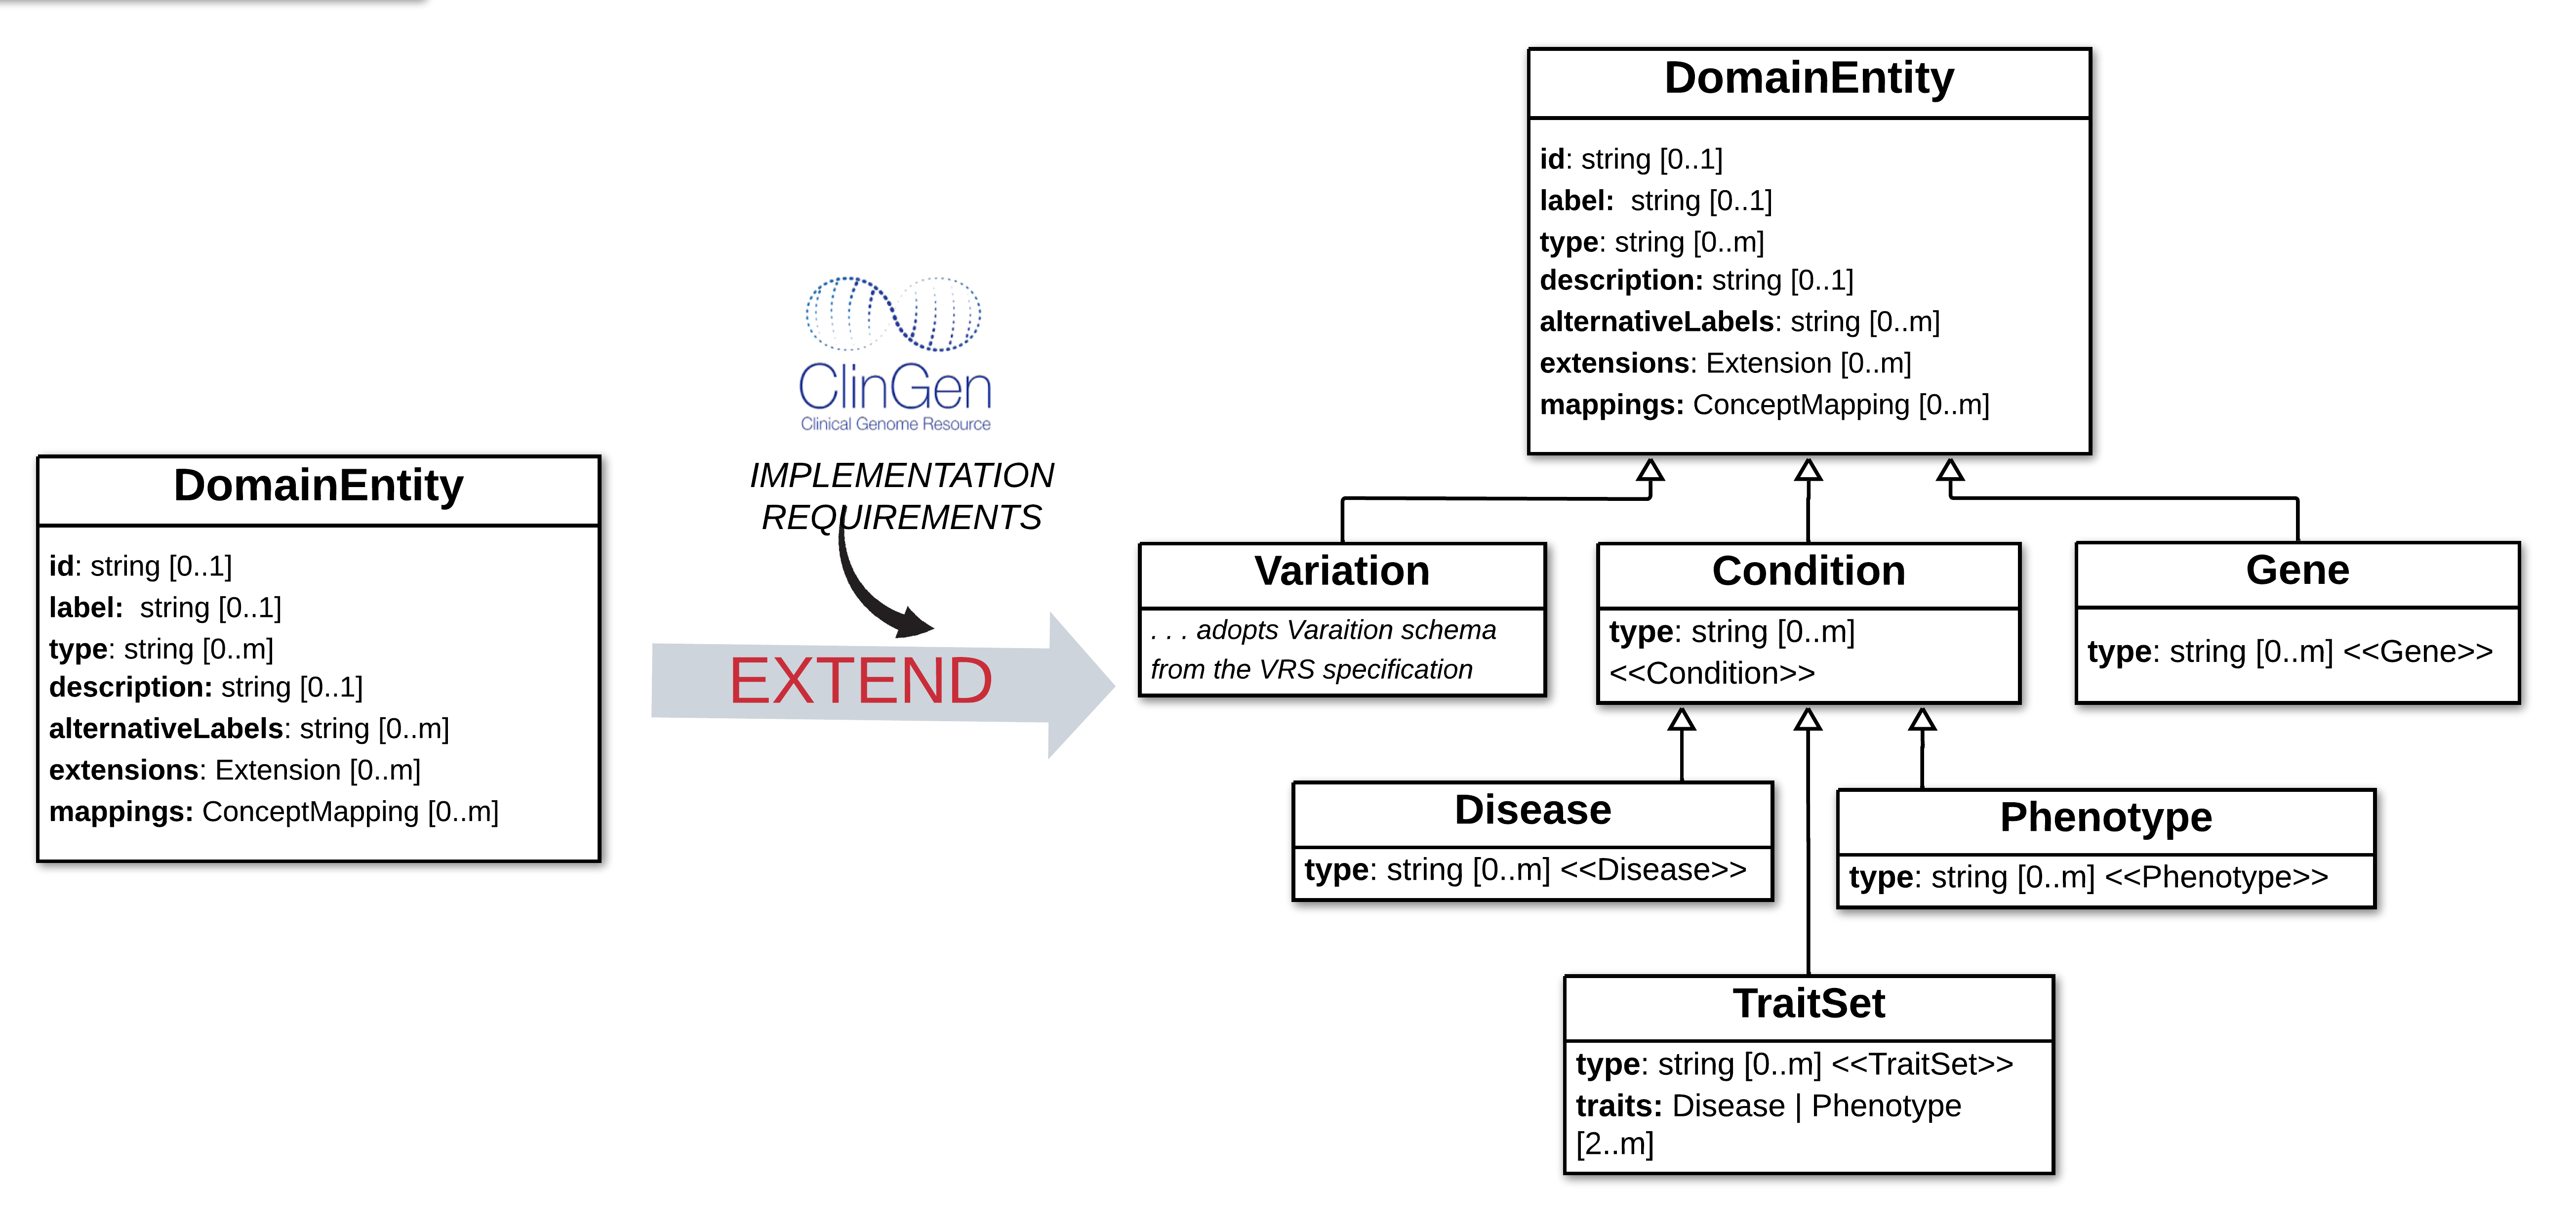 DomainEntity
id: string [0..1]
label:  string [0..1]
type: string [0..m]
description: string [0..1]
alternativeLabels: string [0..m]
extensions: Extension [0..m]
mappings: ConceptMapping [0..m]
ClinGen
Clinical Genome Resource
IMPLEMENTATION
REQUIREMENTS
EXTEND
DomainEntity
id: string [0..1]
label:  string [0..1]
type: string [0..m]
description: string [0..1]
alternativeLabels: string [0..m]
extensions: Extension [0..m]
mappings: ConceptMapping [0..m]
Variation
. . . adopts Varaition schema
from the VRS specification
Condition
type: string [0..m]
<<Condition>>
Gene
type: string [0..m] <<Gene>>
Disease
type: string [0..m] <<Disease>>
Phenotype
type: string [0..m] <<Phenotype>>
TraitSet
type: string [0..m] <<TraitSet>>
traits: Disease | Phenotype
[2..m]